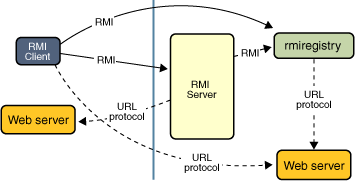 RMI
RMI
Client
RMI
RMI
rmiregistry
RMI
Server
URL
protocol
URL
protocol
Web server
URL
protocol
Web server